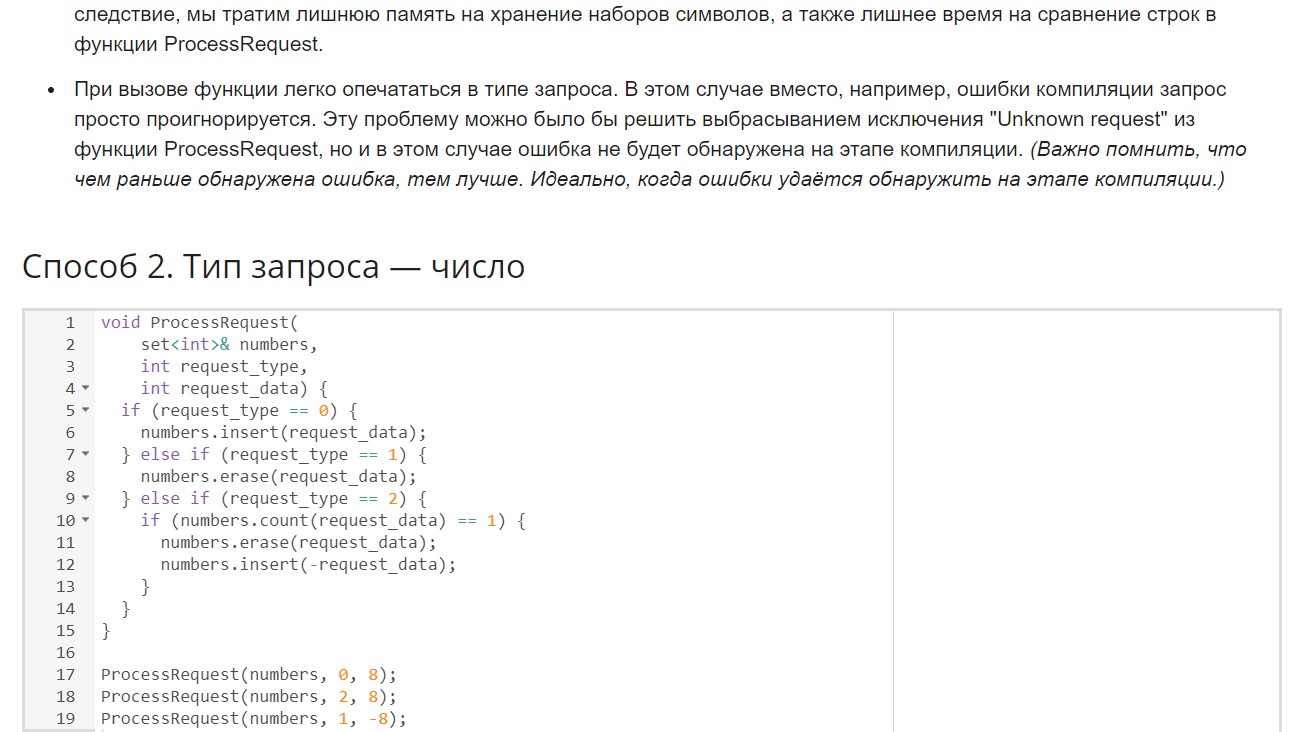 следствие, мы тратим лишнюю память на хранение наборов символов, а также лишнее время на сравнение строк в
функции ProcessRequest.
• При вызове функции легко опечататься в типе запроса. В этом случае вместо, например, ошибки компиляции запрос
просто проигнорируется. Эту проблему можно было бы решить выбрасыванием исключения "Unknown request" из
функции ProcessRequest, но и в этом случае ошибка не будет обнаружена на этапе компиляции. (Важно помнить, что
чем раньше обнаружена ошибка, тем лучше. Идеально, когда ошибки удаётся обнаружить на этапе компиляции.)
Способ 2. Тип запроса — число
1 void ProcessRequest(
2     set<int>& numbers,
3     int request_type,
4     int request_data) {
5   if (request_type == 0) {
6     numbers.insert(request_data);
7   } else if (request_type == 1) {
8     numbers.erase(request_data);
9   } else if (request_type == 2) {
10     if (numbers.count(request_data) == 1) {
11       numbers.erase(request_data);
12       numbers.insert(-request_data);
13     }
14   }
15 }
16
17 ProcessRequest(numbers, 0, 8);
18 ProcessRequest(numbers, 2, 8);
19 ProcessRequest(numbers, 1, -8);